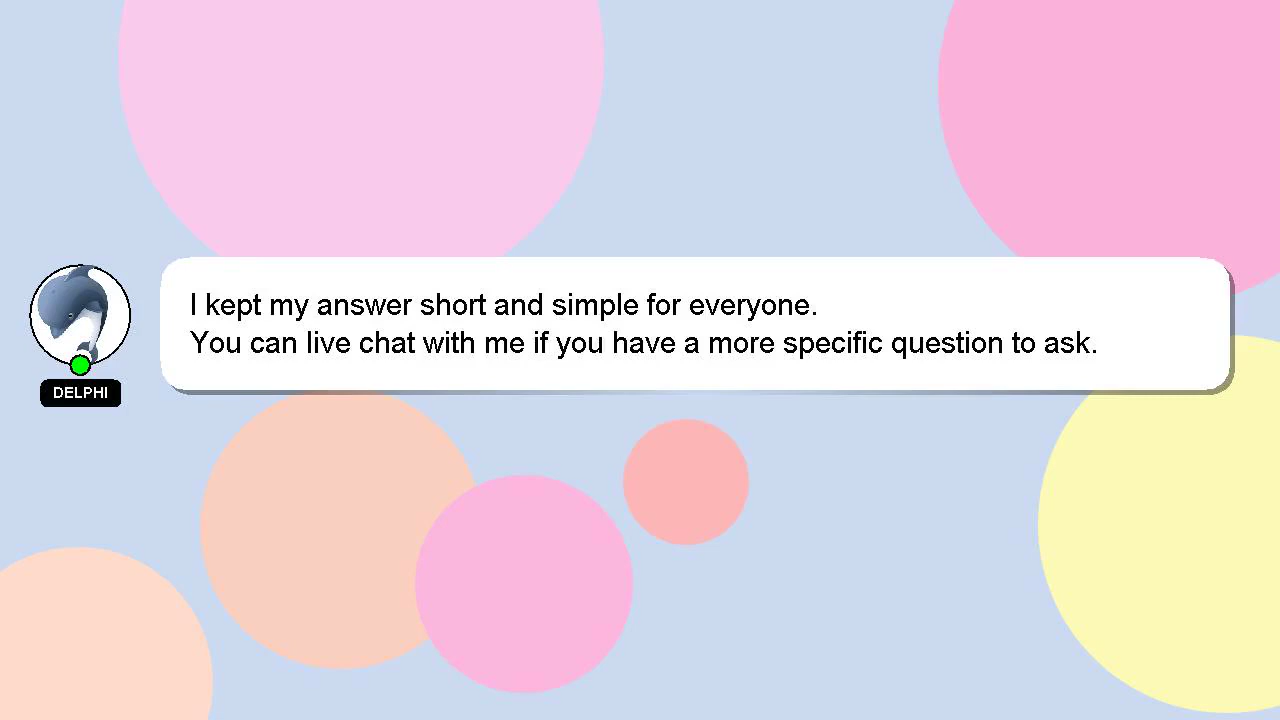 I kept my answer short and simple for everyone.
You can live chat with me if you have a more specific question to ask.
DELPHI